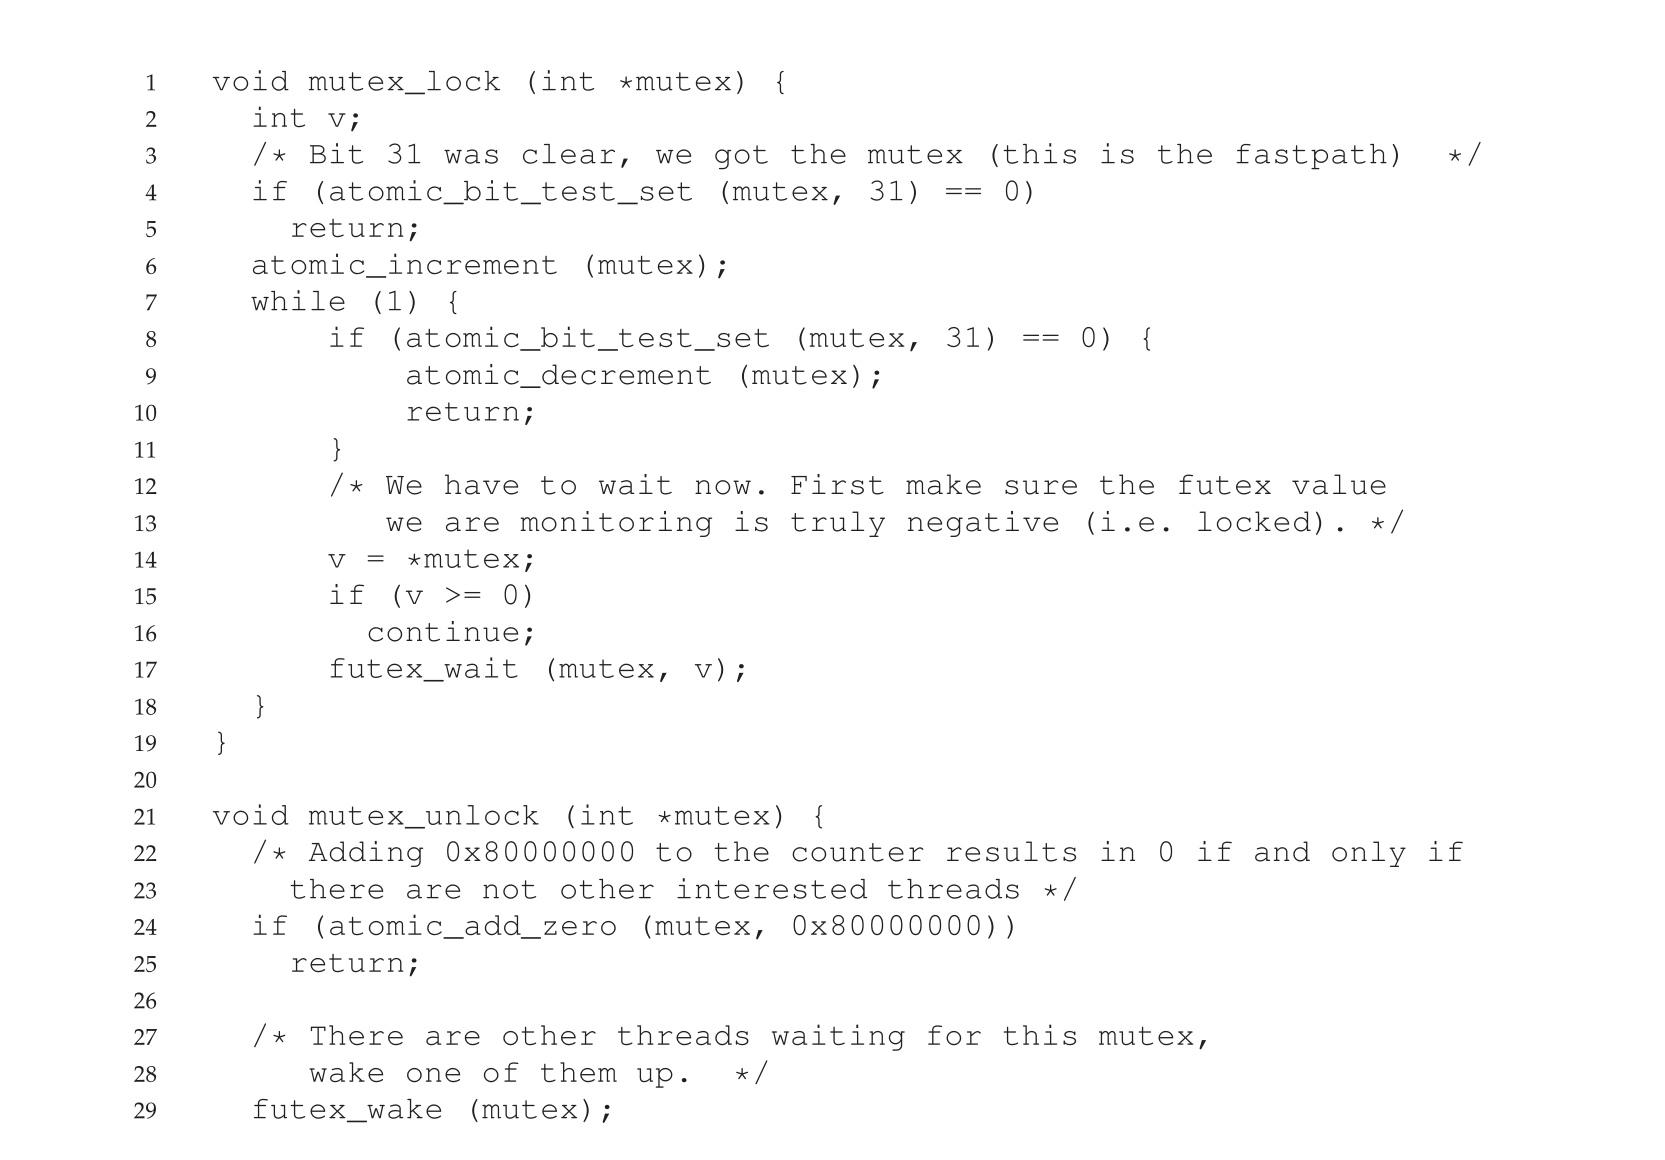 1 void mutex_lock (int *mutex) {
2   int v;
3   /* Bit 31 was clear, we got the mutex (this is the fastpath)  */
4   if (atomic_bit_test_set (mutex, 31) == 0)
5     return;
6   atomic_increment (mutex);
7   while (1) {
8       if (atomic_bit_test_set (mutex, 31) == 0) {
9           atomic_decrement (mutex);
10           return;
11       }
12       /* We have to wait now. First make sure the futex value
13          we are monitoring is truly negative (i.e. locked). */
14       v = *mutex;
15       if (v >= 0)
16         continue;
17       futex_wait (mutex, v);
18   }
19 }
20
21 void mutex_unlock (int *mutex) {
22   /* Adding 0x80000000 to the counter results in 0 if and only if
23     there are not other interested threads */
24   if (atomic_add_zero (mutex, 0x80000000))
25     return;
26
27   /* There are other threads waiting for this mutex,
28      wake one of them up.  */
29   futex_wake (mutex);